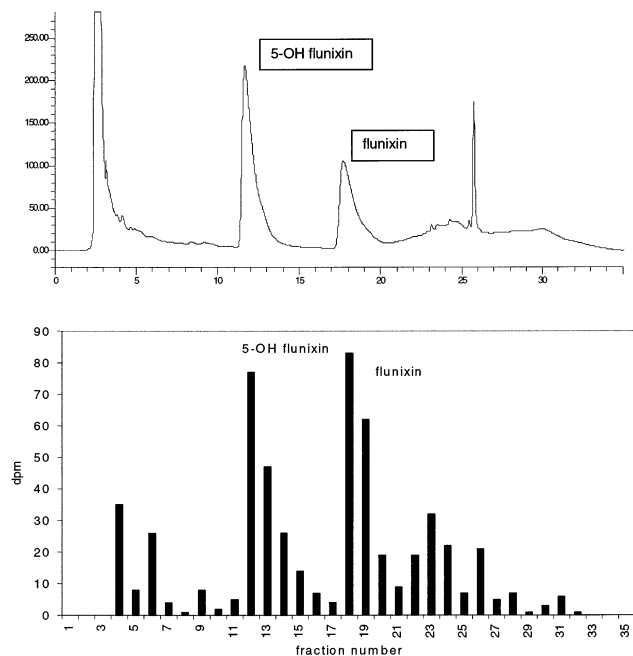 250.00
5-OH flunixin
200.00
150.00
flunixin
100.00
50.00
0.00
0 5 10 15 20 25 30
90
80
70
60
50
40
30
20
10
0
dpm
5-OH flunixin
flunixin
1 3 5 7 9 11 13 15 17 19 21 23 25 27 29 31 33 35
fraction number